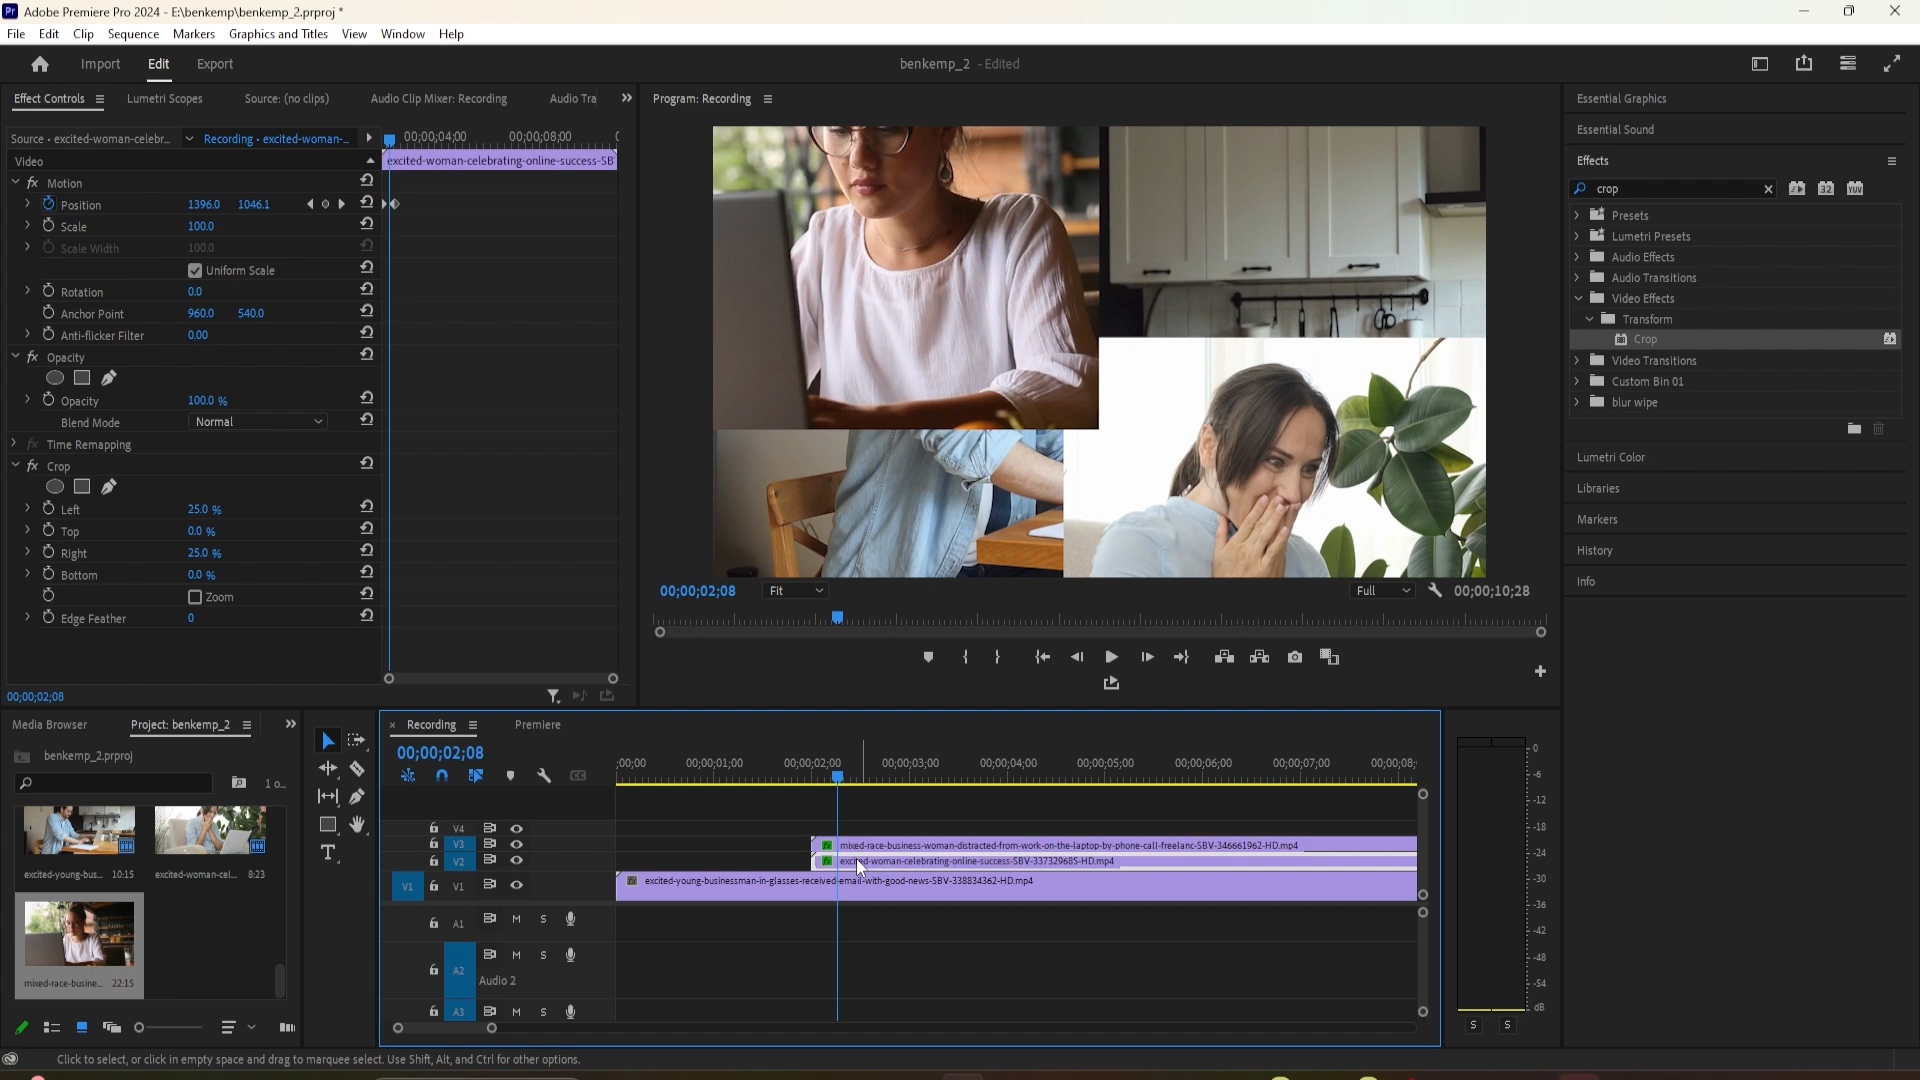 Pr Adobe Premiere Pro 2024 - E:\benkemp\benkemp_2.prproj *
File Edit Clip Sequence Markers Graphics and Titles View Window Help
Import Edit Export benkemp_2 - Edited
Effect Controls Lumetri Scopes Source: (no clips) Audio Clip Mixer: Recording Audio Tra
Program: Recording
Source • excited-woman-celebr... Recording • excited-woman-...
00;00;04;00 00;00;08;00
Video
excited-woman-celebrating-online-success-SB
fx Motion
Position 1396.0 1046.1
Scale 100.0
Scale Width 100.0
Uniform Scale
Rotation 0.0
Anchor Point 960.0 540.0
Anti-flicker Filter 0.00
fx Opacity
Opacity 100.0 %
Blend Mode Normal
fx Time Remapping
fx Crop
Left 25.0 %
Top 0.0 %
Right 25.0 %
Bottom 0.0 %
Zoom
Edge Feather 0
00;00;02;08
00;00;02;08 Fit Full 00;00;10;28
Essential Graphics
Essential Sound
Effects
crop
32 YUV
Presets
Lumetri Presets
Audio Effects
Audio Transitions
Video Effects
Transform
Crop
Video Transitions
Custom Bin 01
blur wipe
Lumetri Color
Libraries
Markers
History
Info
Media Browser Project: benkemp_2
benkemp_2.prproj
1 o...
excited-young-bus... 10:15 excited-woman-cel... 8:23
mixed-race-busine... 22:15
Recording Premiere
00;00;02;08
;00;00 00;00;01;00 00;00;02;00 00;00;03;00 00;00;04;00 00;00;05;00 00;00;06;00 00;00;07;00 00;00;08;
V4
V3 fx mixed-race-business-woman-distracted-from-work-on-the-laptop-by-phone-call-freelanc-SBV-346661962-HD.mp4
V2 fx excited-woman-celebrating-online-success-SBV-337329685-HD.mp4
V1 V1 fx excited-young-businessman-in-glasses-received-email-with-good-news-SBV-338834362-HD.mp4
A1 M S
A2 M S
Audio 2
A3 M S
0
-6
-12
-18
-24
-30
-36
-42
-48
-54
dB
S S
Click to select, or click in empty space and drag to marquee select. Use Shift, Alt, and Ctrl for other options.